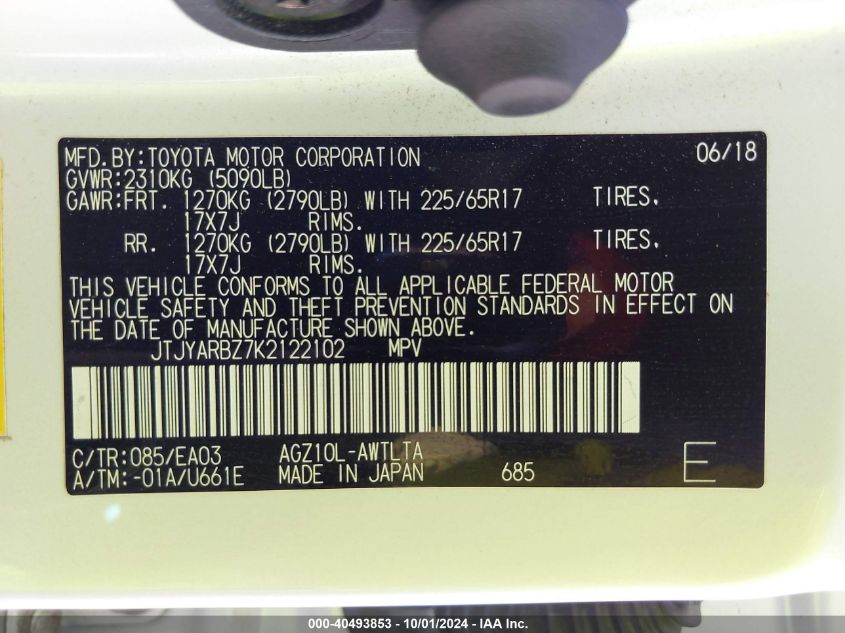 MFD.BY:TOYOTA MOTOR CORPORATION 06/18
GVWR:2310KG (5090LB)
GAWR:FRT. 1270KG (2790LB) WITH 225/65R17 TIRES.
17X7J RIMS.
RR. 1270KG (2790LB) WITH 225/65R17 TIRES.
17X7J RIMS.
THIS VEHICLE CONFORMS TO ALL APPLICABLE FEDERAL MOTOR
VEHICLE SAFETY AND THEFT PREVENTION STANDARDS IN EFFECT ON
THE DATE OF MANUFACTURE SHOWN ABOVE.
JTJYARBZ7K2122102 MPV
C/TR:085/EA03 AGZ10L-AWTLTA
A/TM:-01A/U661E MADE IN JAPAN 685 E
000-40493853 - 10/01/2024 - IAA Inc.